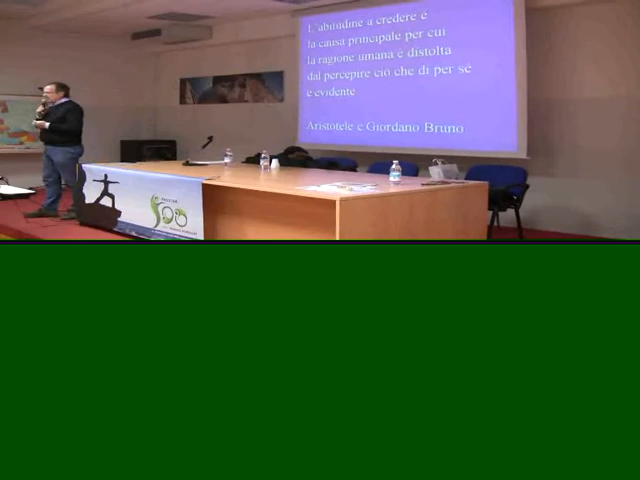 L'abitudine a credere è
la causa principale per cui
la ragione umana è distolta
dal percepire ciò che di per sé
è evidente
Aristotele e Giordano Bruno